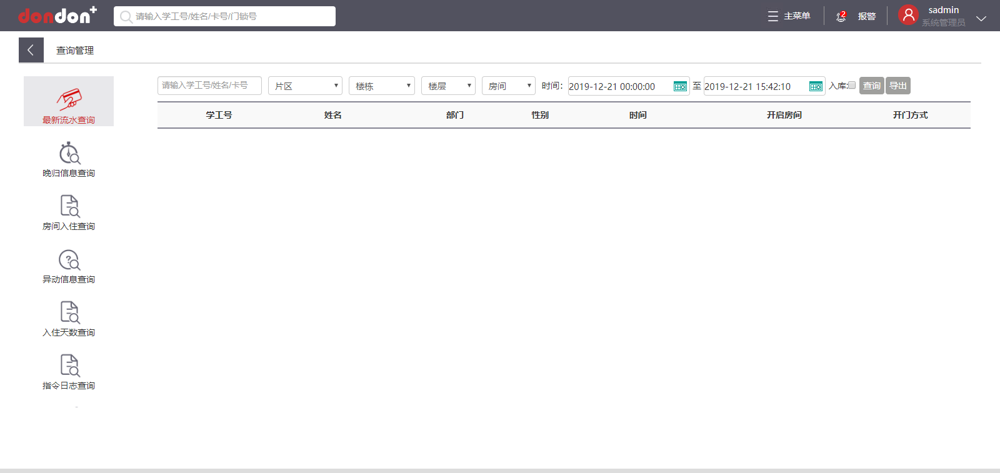 dondon+
请输入学工号/姓名/卡号/门锁号
主菜单
2
报警
sadmin
系统管理员
查询管理
请输入学工号/姓名/卡号 片区 楼栋 楼层 房间 时间: 2019-12-21 00:00:00 至 2019-12-21 15:42:10 入库: 查询 导出
学工号 姓名 部门 性别 时间 开启房间 开门方式
最新流水查询
晚归信息查询
房间入住查询
异动信息查询
入住天数查询
指令日志查询